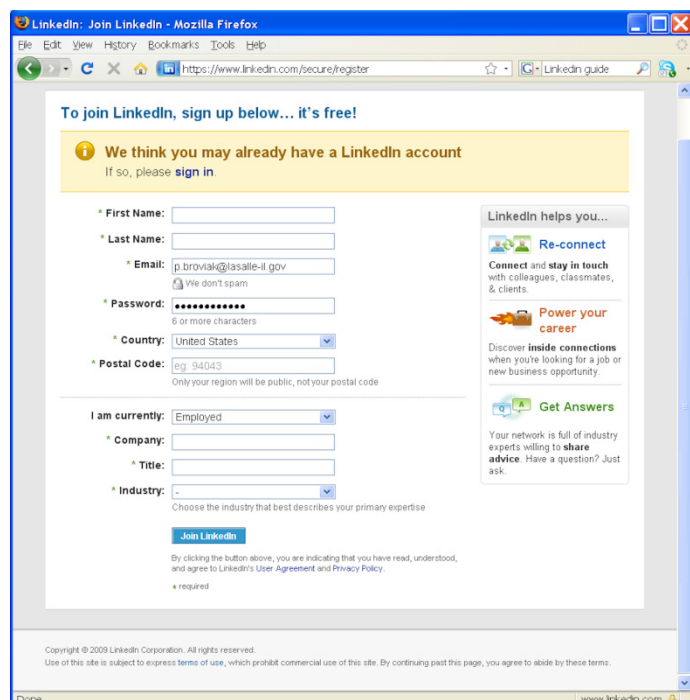 LinkedIn: Join LinkedIn - Mozilla Firefox
File Edit View History Bookmarks Tools Help
https://www.linkedin.com/secure/register
Linkedin guide
To join LinkedIn, sign up below... it's free!
We think you may already have a LinkedIn account
If so, please sign in.
* First Name:
* Last Name:
* Email: p.broviak@lasalle-il.gov
We don't spam
* Password: ••••••••••••
6 or more characters
* Country: United States
* Postal Code: eg: 94043
Only your region will be public, not your postal code
I am currently: Employed
* Company:
* Title:
* Industry: -
Choose the industry that best describes your primary expertise
Join LinkedIn
By clicking the button above, you are indicating that you have read, understood,
and agree to LinkedIn's User Agreement and Privacy Policy.
* required
LinkedIn helps you...
Re-connect
Connect and stay in touch
with colleagues, classmates,
& clients.
Power your
career
Discover inside connections
when you're looking for a job or
new business opportunity.
Q A Get Answers
Your network is full of industry
experts willing to share
advice. Have a question? Just
ask.
Copyright © 2009 LinkedIn Corporation. All rights reserved.
Use of this site is subject to express terms of use, which prohibit commercial use of this site. By continuing past this page, you agree to abide by these terms.
Done
www.linkedin.com